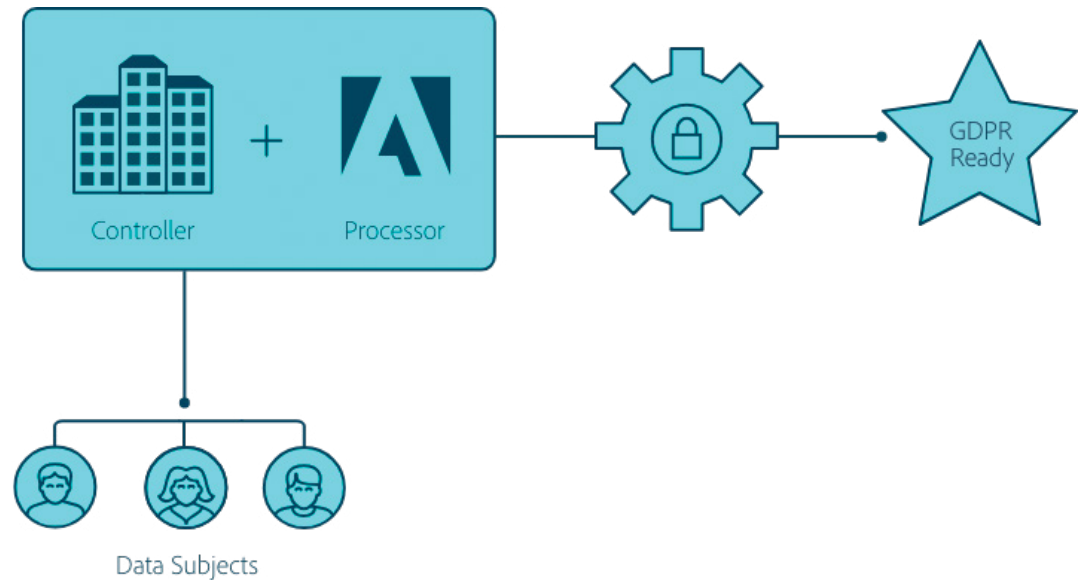 Controller
Processor
GDPR
Ready
Data Subjects